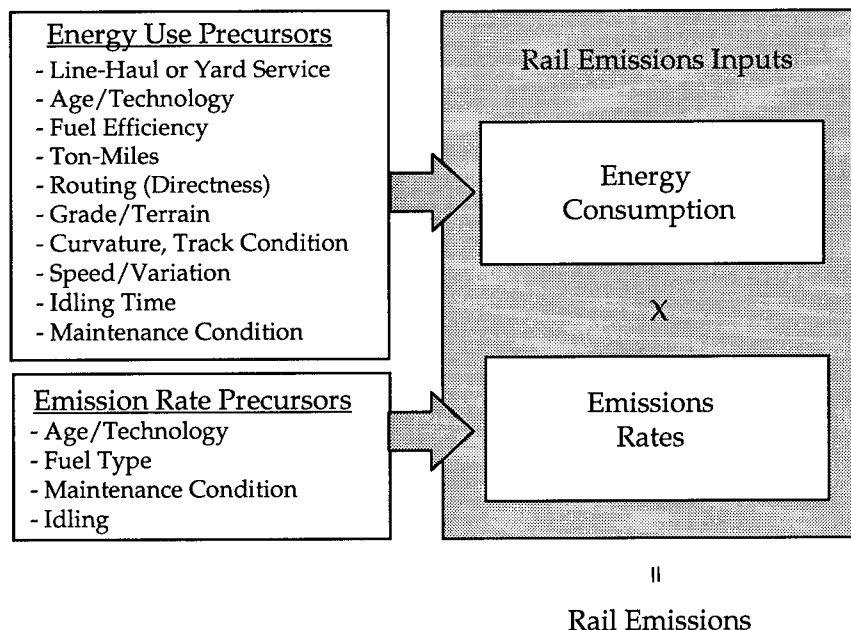 Energy Use Precursors
- Line-Haul or Yard Service
- Age/Technology
- Fuel Efficiency
- Ton-Miles
- Routing (Directness)
- Grade/Terrain
- Curvature, Track Condition
- Speed/Variation
- Idling Time
- Maintenance Condition
Emission Rate Precursors
- Age/Technology
- Fuel Type
- Maintenance Condition
- Idling
Rail Emissions Inputs
Energy
Consumption
X
Emissions
Rates
=
Rail Emissions